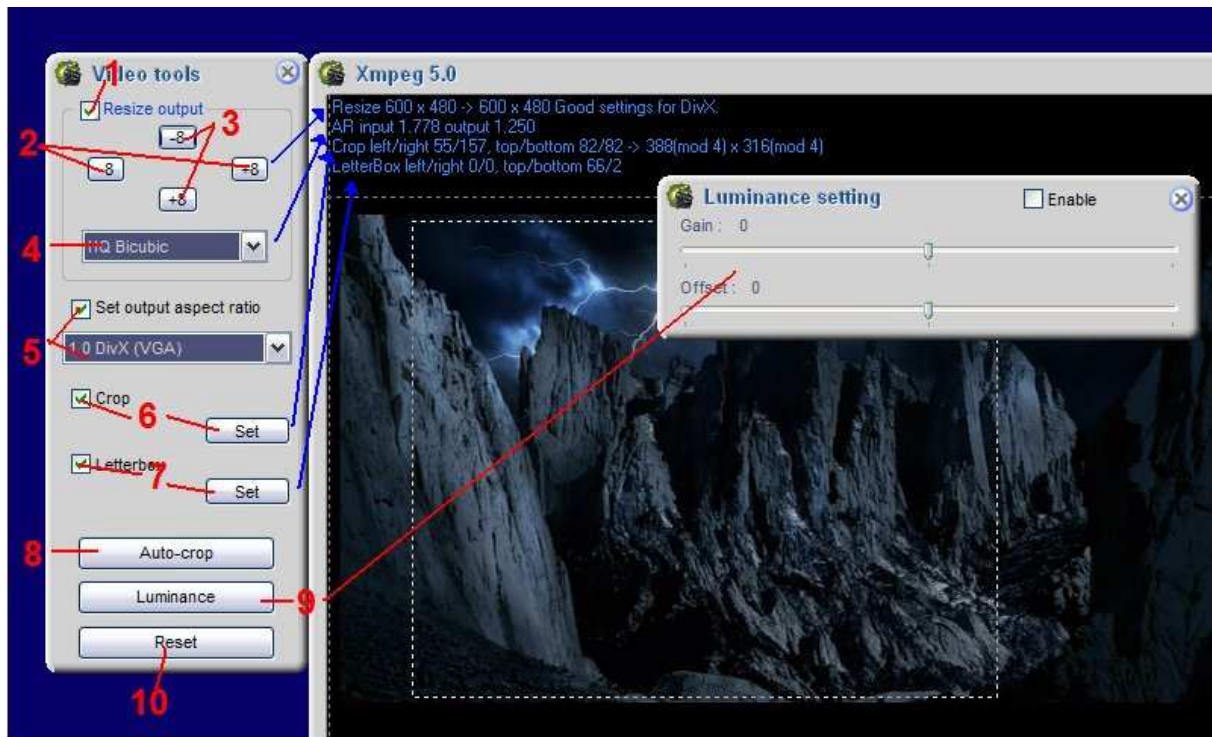 Video tools
1
Resize output
-8
3
2
-8
+8
+8
4
HQ Bicubic
Set output aspect ratio
5
1.0 DivX (VGA)
Crop
6
Set
Letterbox
7
Set
8
Auto-crop
Luminance
9
Reset
10
Xmpeg 5.0
Resize 600 x 480 -> 600 x 480 Good settings for DivX.
AR input 1.778 output 1.250
Crop left/right 55/157, top/bottom 82/82 -> 388(mod 4) x 316(mod 4)
LetterBox left/right 0/0, top/bottom 66/2
Luminance setting
Enable
Gain : 0
Offset : 0